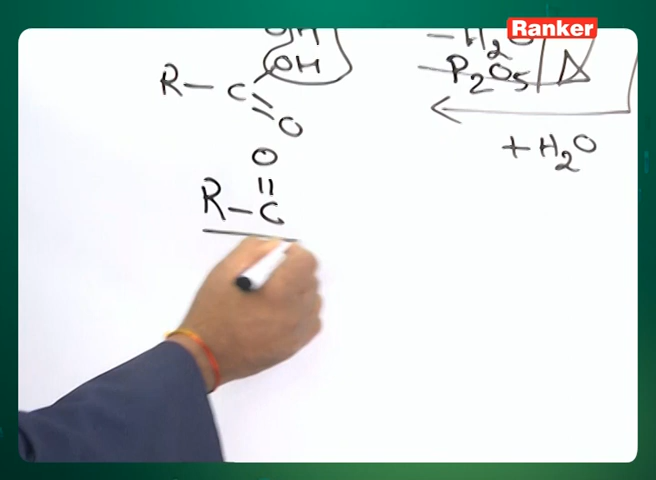 Ranker
OH
R-C
OH
=O
O
||
R-C
-H2O
-P2O5/Δ
+H2O